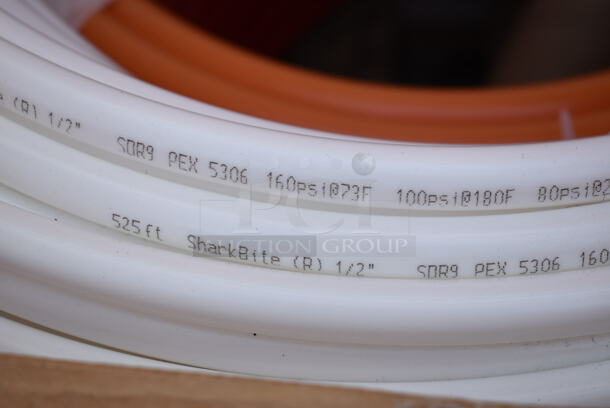 (R) 1/2" SDR9 PEX 5306 160psi@73F 100psi@180F 80psi@2
PCI
AUCTION GROUP
525ft SharkBite (R) 1/2" SDR9 PEX 5306 160